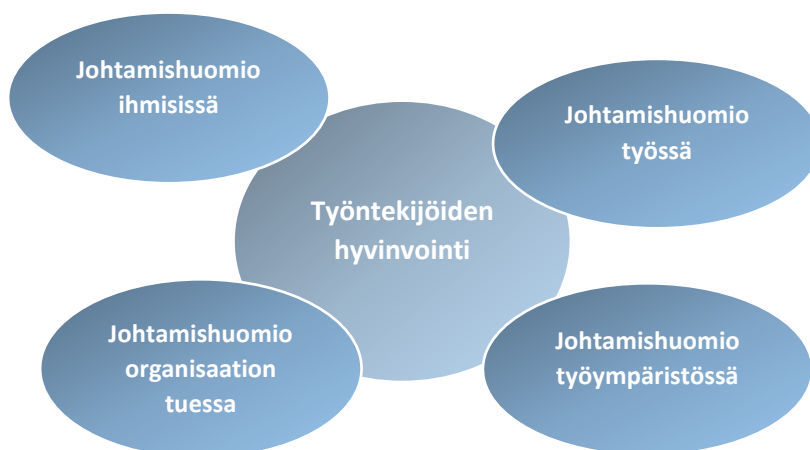 Johtamishuomio
ihmisissä
Johtamishuomio
työssä
Työntekijöiden
hyvinvointi
Johtamishuomio
organisaation
tuessa
Johtamishuomio
työympäristössä